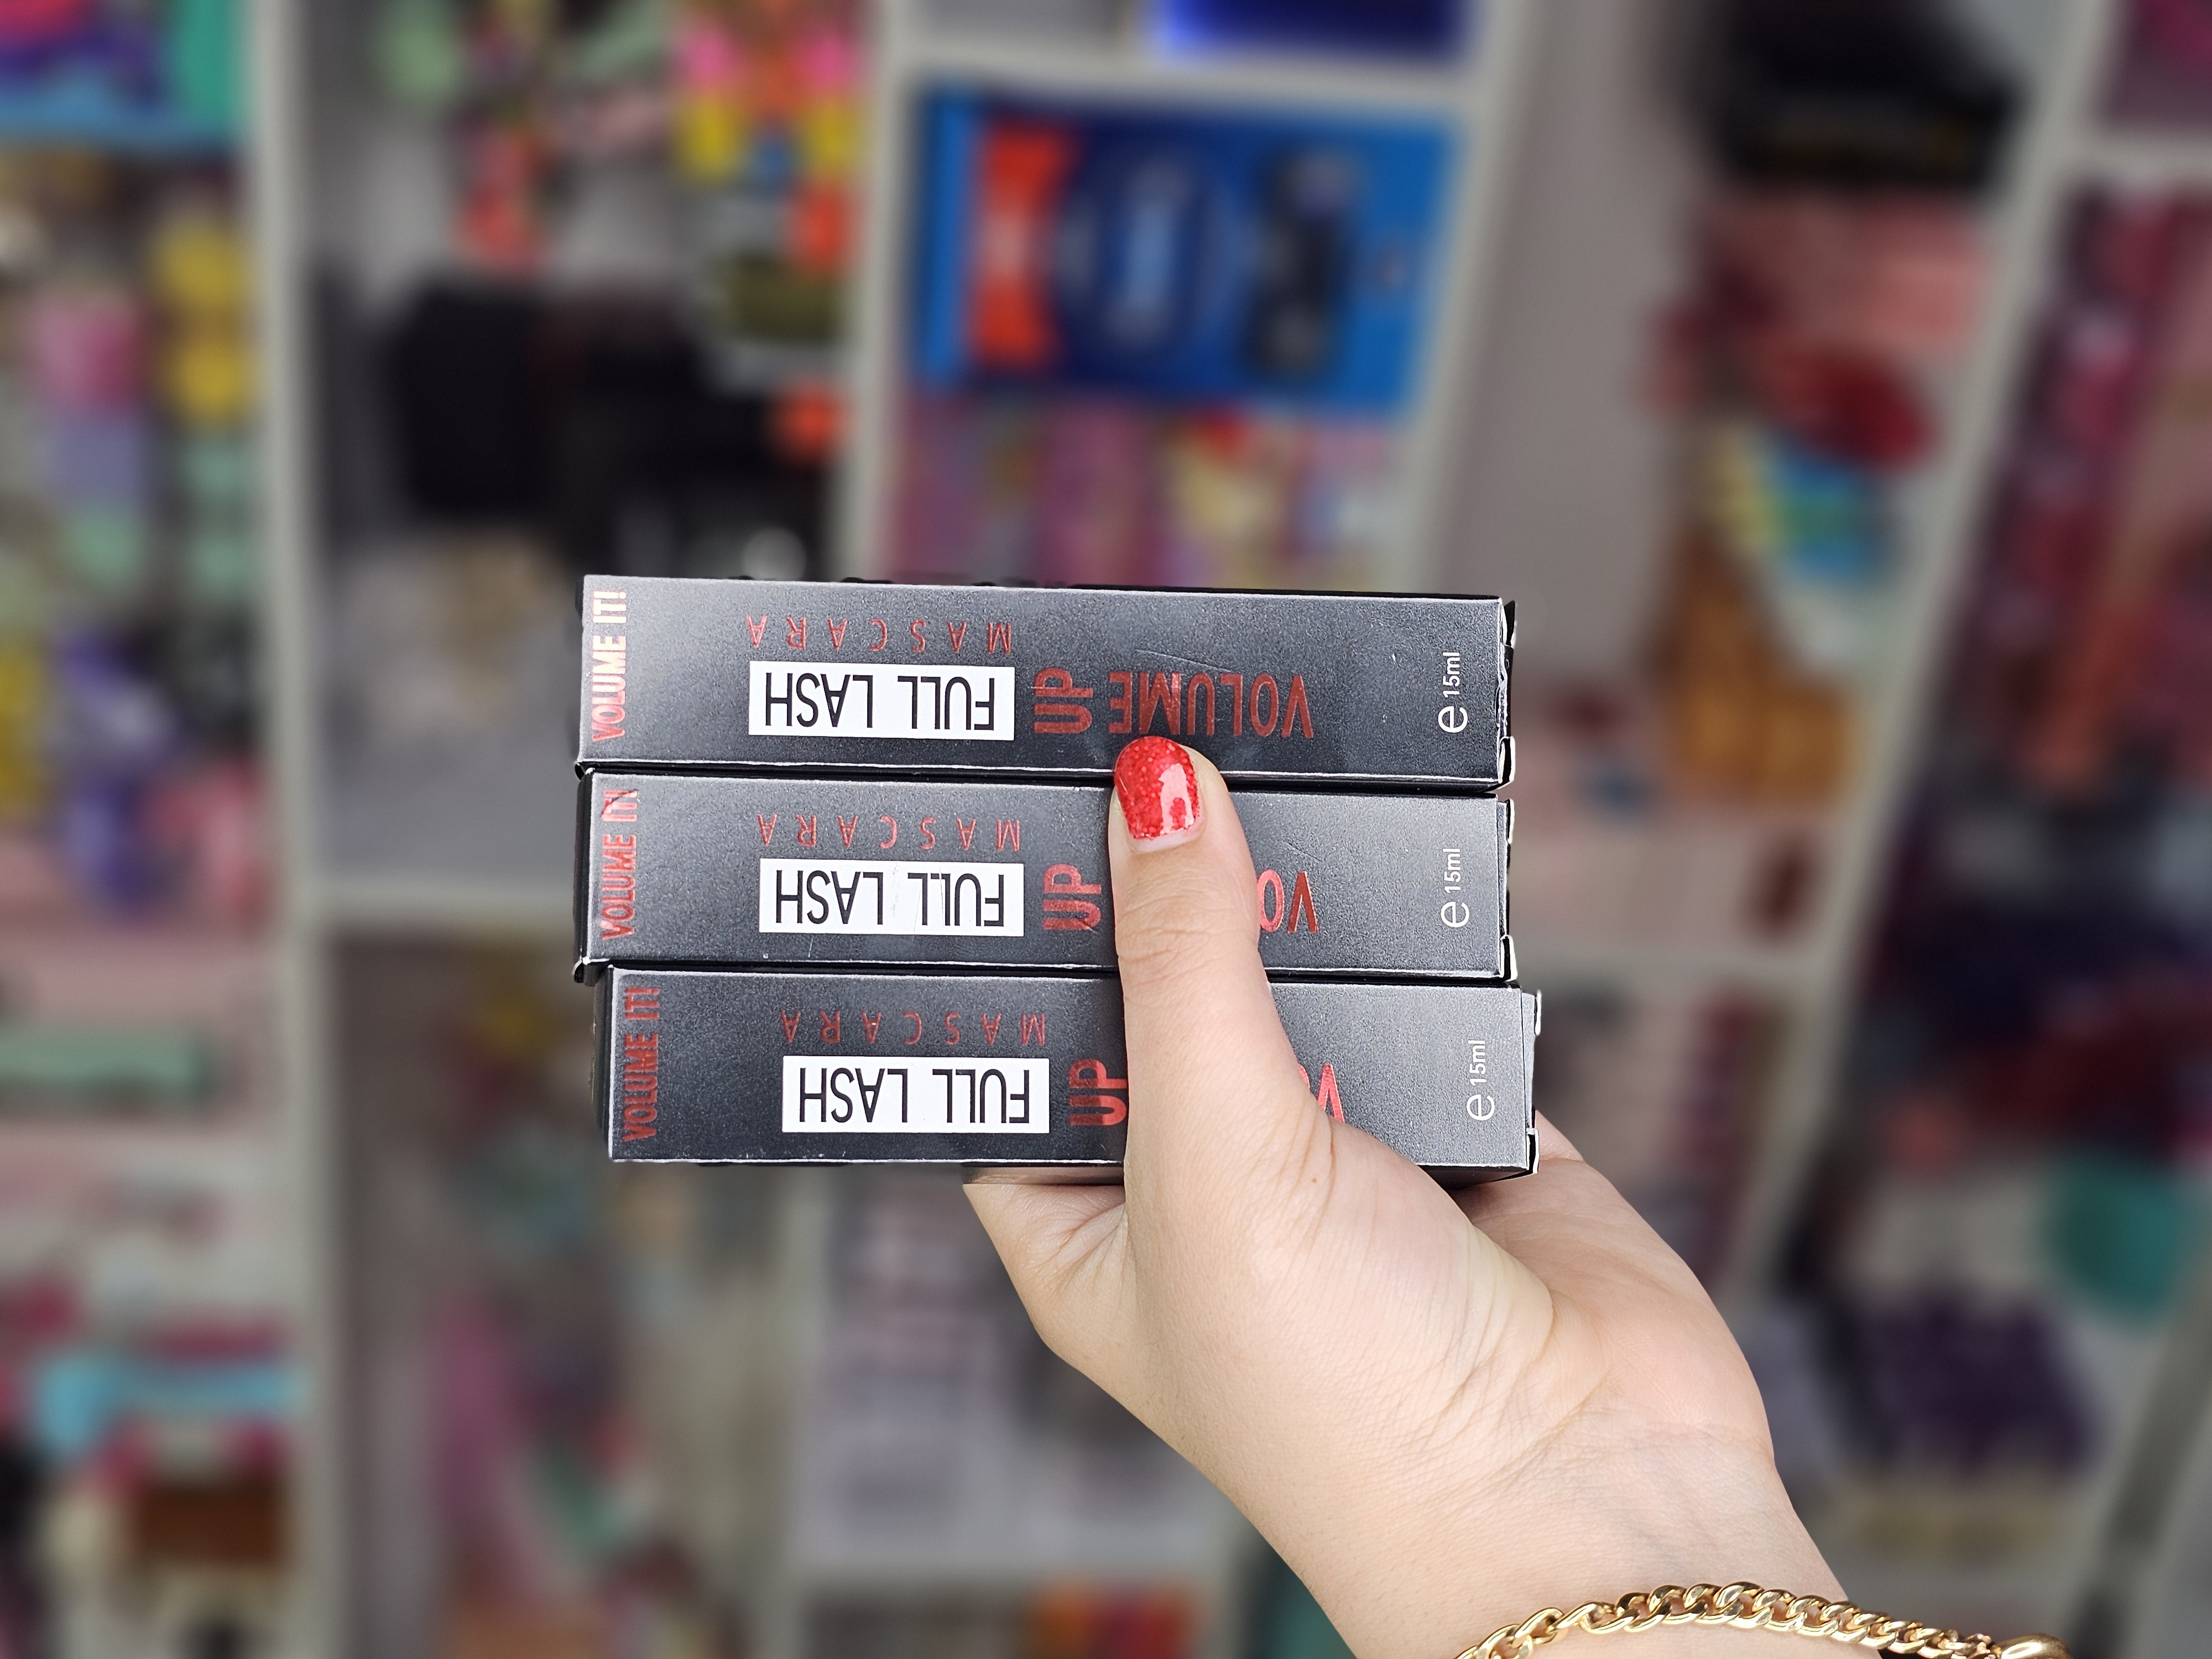 VOLUME IT!
VOLUME
UP
FULL LASH
MASCARA
e 15ml
VOLUME IT!
VO
UP
FULL LASH
MASCARA
e 15ml
VOLUME IT!
V
UP
FULL LASH
MASCARA
e 15ml